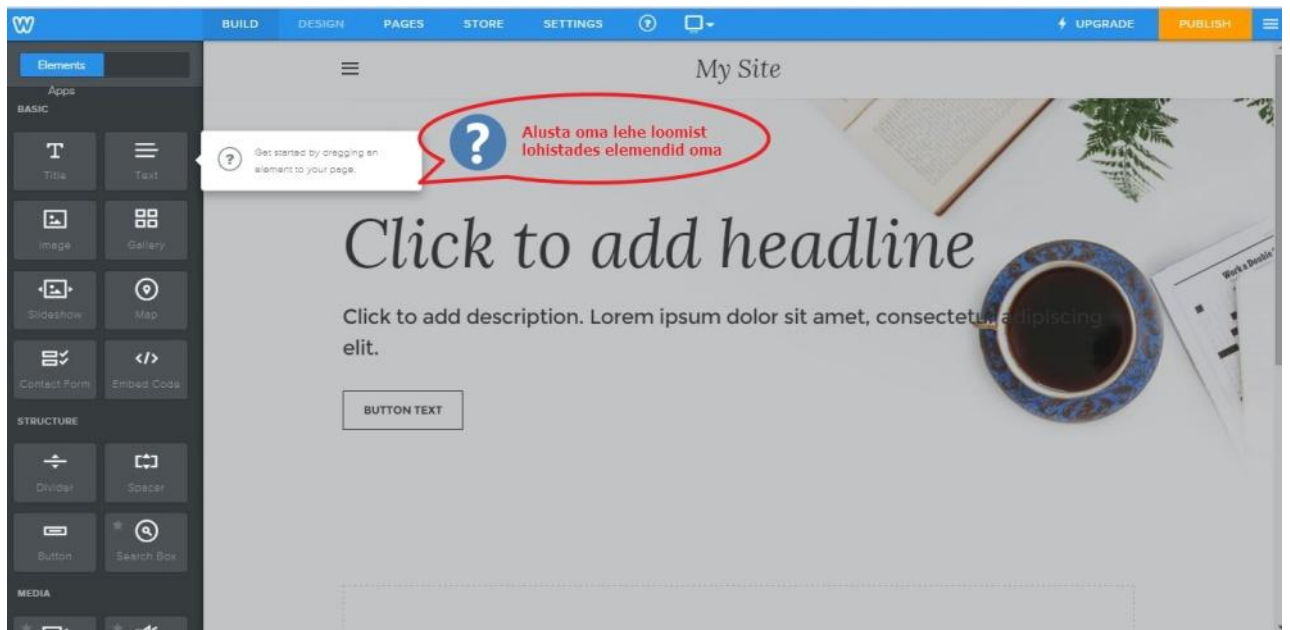 BUILD DESIGN PAGES STORE SETTINGS ? UPGRADE PUBLISH
Elements
Apps
BASIC
Title Text
Image Gallery
Slideshow Map
Contact Form Embed Code
STRUCTURE
Divider Spacer
Button Search Box
MEDIA
My Site
? Get started by dragging an
element to your page.
? Alusta oma lehe loomist
lohistades elemendid oma
Click to add headline
Click to add description. Lorem ipsum dolor sit amet, consectetur adipiscing
elit.
BUTTON TEXT